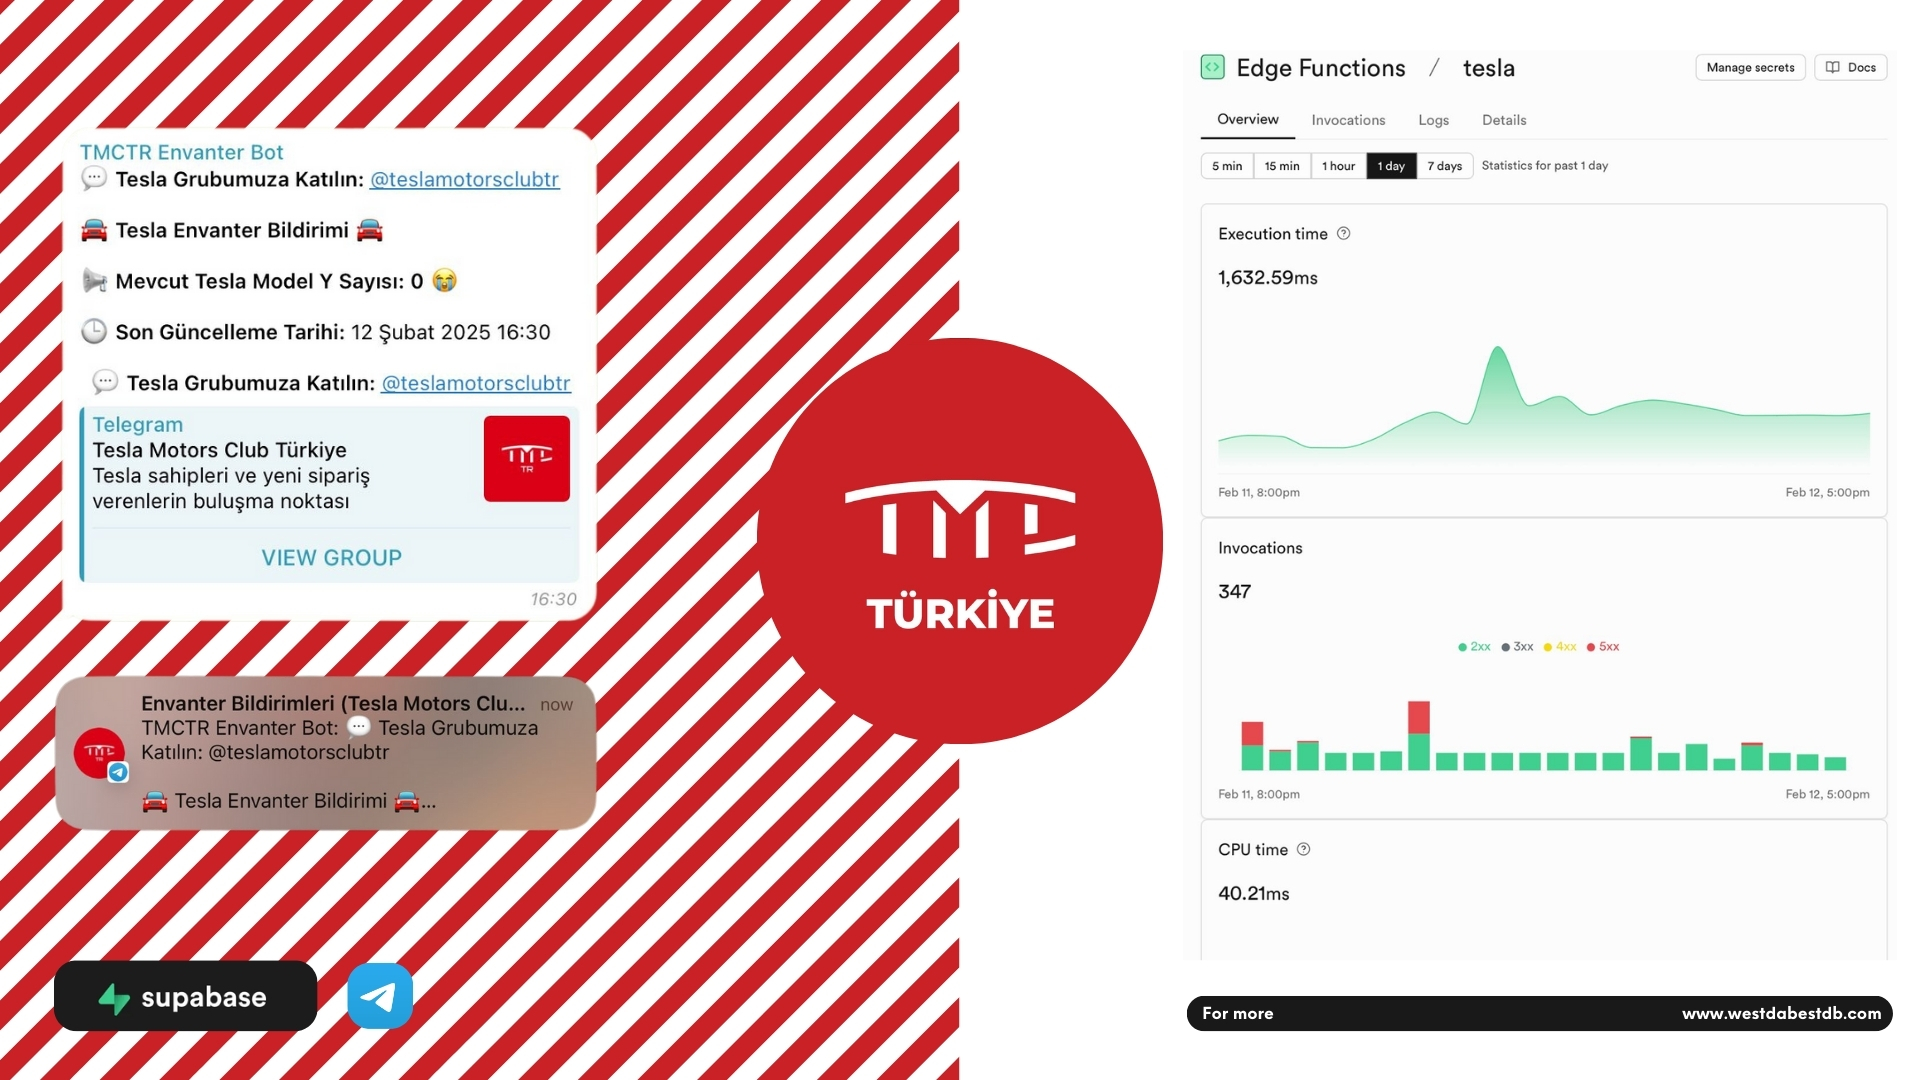 TMCTR Envanter Bot
💬 Tesla Grubumuza Katılın: @teslamotorsclubtr
🚘 Tesla Envanter Bildirimi 🚘
📢 Mevcut Tesla Model Y Sayısı: 0 😭
🕒 Son Güncelleme Tarihi: 12 Şubat 2025 16:30
💬 Tesla Grubumuza Katılın: @teslamotorsclubtr
Telegram
Tesla Motors Club Türkiye
Tesla sahipleri ve yeni sipariş
verenlerin buluşma noktası
TMC
TR
VIEW GROUP
16:30
Envanter Bildirimleri (Tesla Motors Clu... now
TMCTR Envanter Bot: 💬 Tesla Grubumuza
Katılın: @teslamotorsclubtr
🚘 Tesla Envanter Bildirimi 🚘...
TMC
TR
supabase
TMC
TÜRKİYE
Edge Functions / tesla
Manage secrets
Docs
Overview Invocations Logs Details
5 min 15 min 1 hour 1 day 7 days Statistics for past 1 day
Execution time
1,632.59ms
Feb 11, 8:00pm Feb 12, 5:00pm
Invocations
347
2xx 3xx 4xx 5xx
Feb 11, 8:00pm Feb 12, 5:00pm
CPU time
40.21ms
For more www.westdabestdb.com